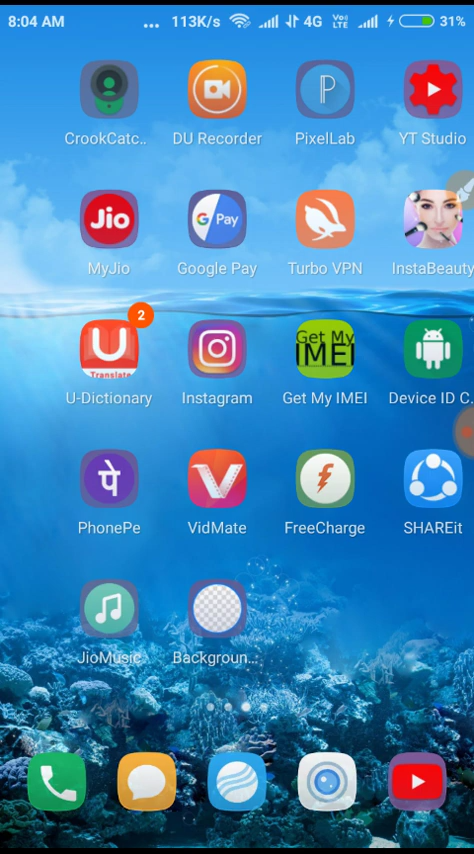 8:04 AM ... 113K/s 4G VoLTE 31%
CrookCatc.. DU Recorder PixelLab YT Studio
Jio G Pay
MyJio Google Pay Turbo VPN InstaBeauty
2
U Translate Get My IMEI
U-Dictionary Instagram Get My IMEI Device ID C.
पे V
PhonePe VidMate FreeCharge SHAREit
JioMusic Backgroun...